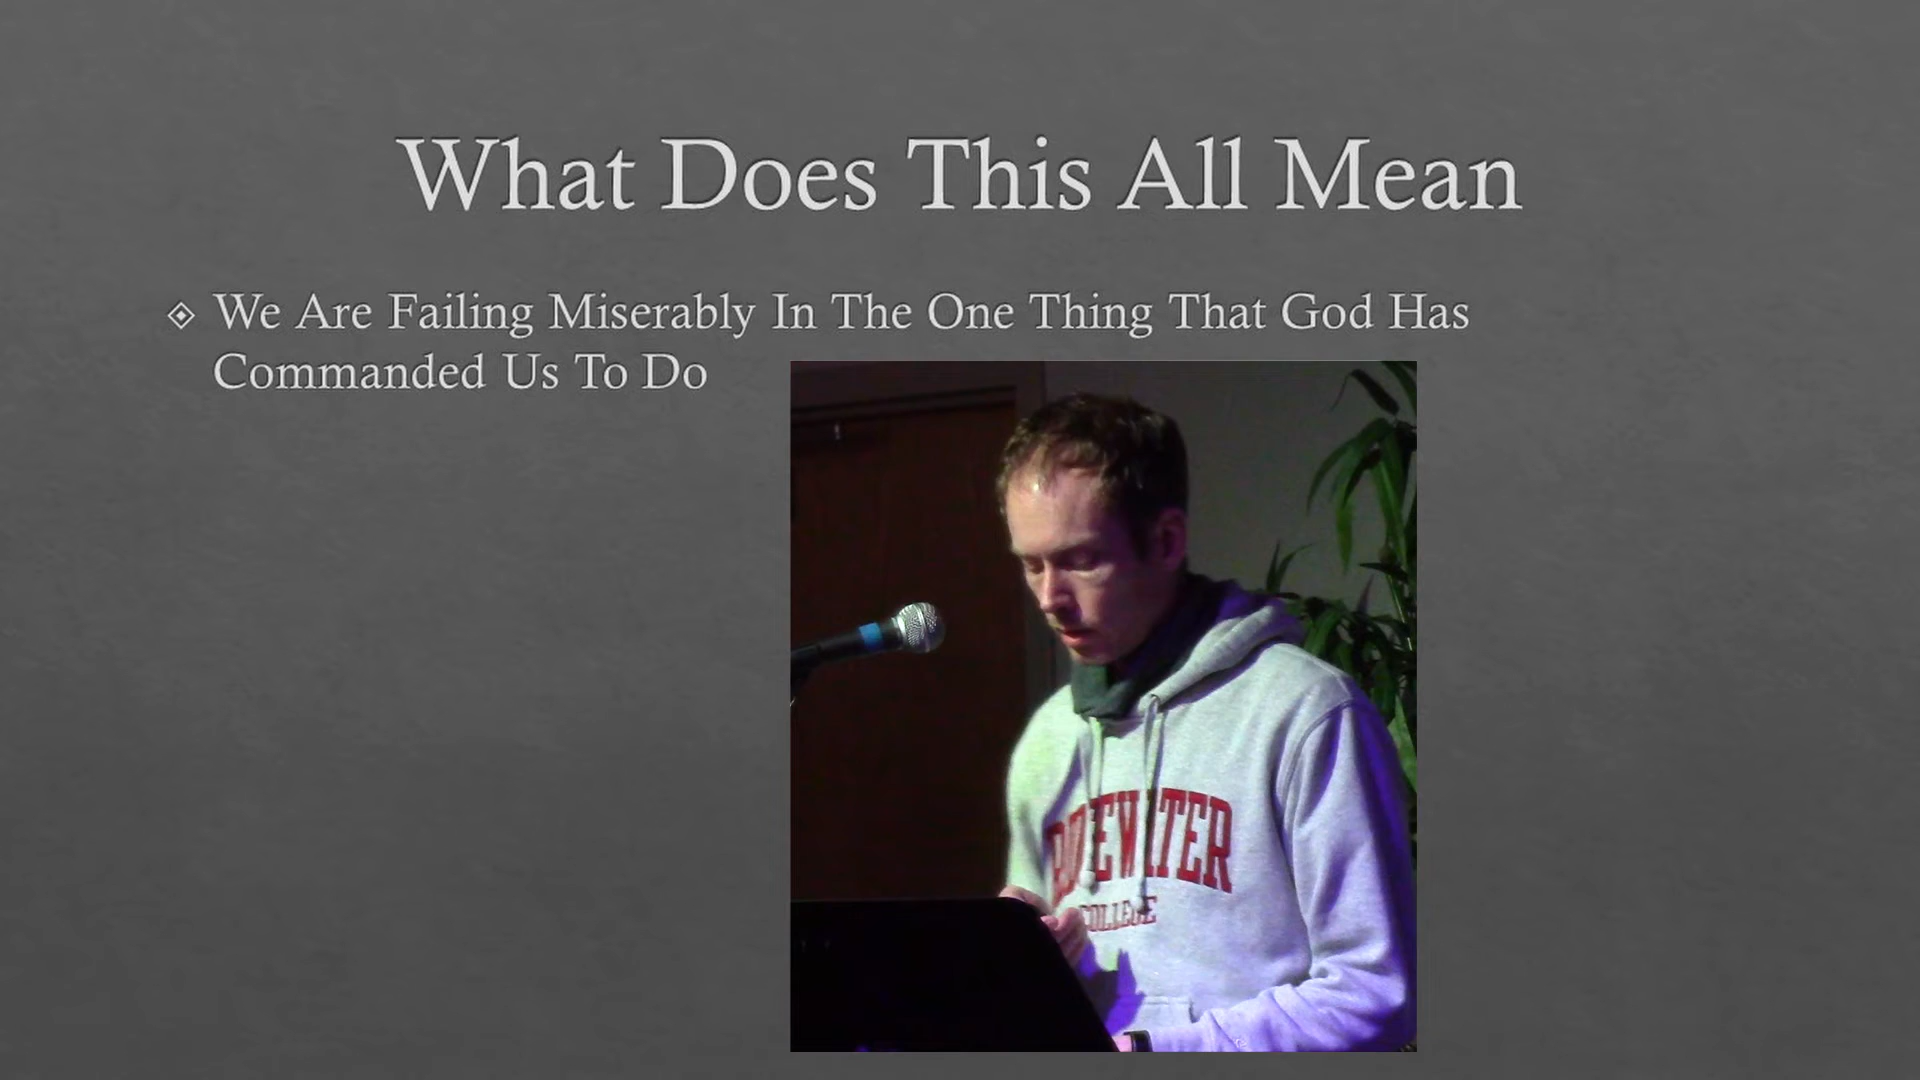 What Does This All Mean
We Are Failing Miserably In The One Thing That God Has
Commanded Us To Do
COLLEGE